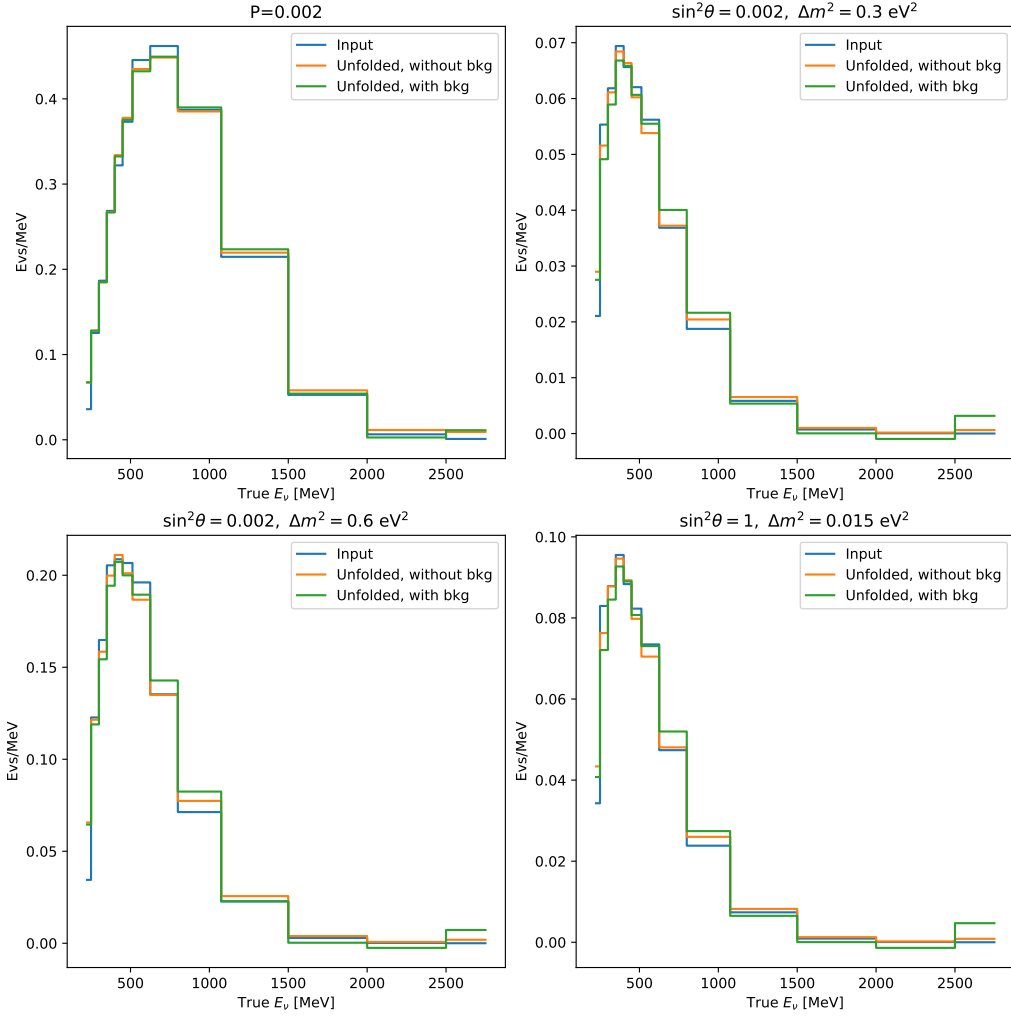 P=0.002
Input
Unfolded, without bkg
Unfolded, with bkg
0.4
0.3
0.2
0.1
0.0
Evs/MeV
500 1000 1500 2000 2500
True E_ν [MeV]
sin²θ = 0.002, Δm² = 0.3 eV²
Input
Unfolded, without bkg
Unfolded, with bkg
0.07
0.06
0.05
0.04
0.03
0.02
0.01
0.00
Evs/MeV
500 1000 1500 2000 2500
True E_ν [MeV]
sin²θ = 0.002, Δm² = 0.6 eV²
Input
Unfolded, without bkg
Unfolded, with bkg
0.20
0.15
0.10
0.05
0.00
Evs/MeV
500 1000 1500 2000 2500
True E_ν [MeV]
sin²θ = 1, Δm² = 0.015 eV²
Input
Unfolded, without bkg
Unfolded, with bkg
0.10
0.08
0.06
0.04
0.02
0.00
Evs/MeV
500 1000 1500 2000 2500
True E_ν [MeV]